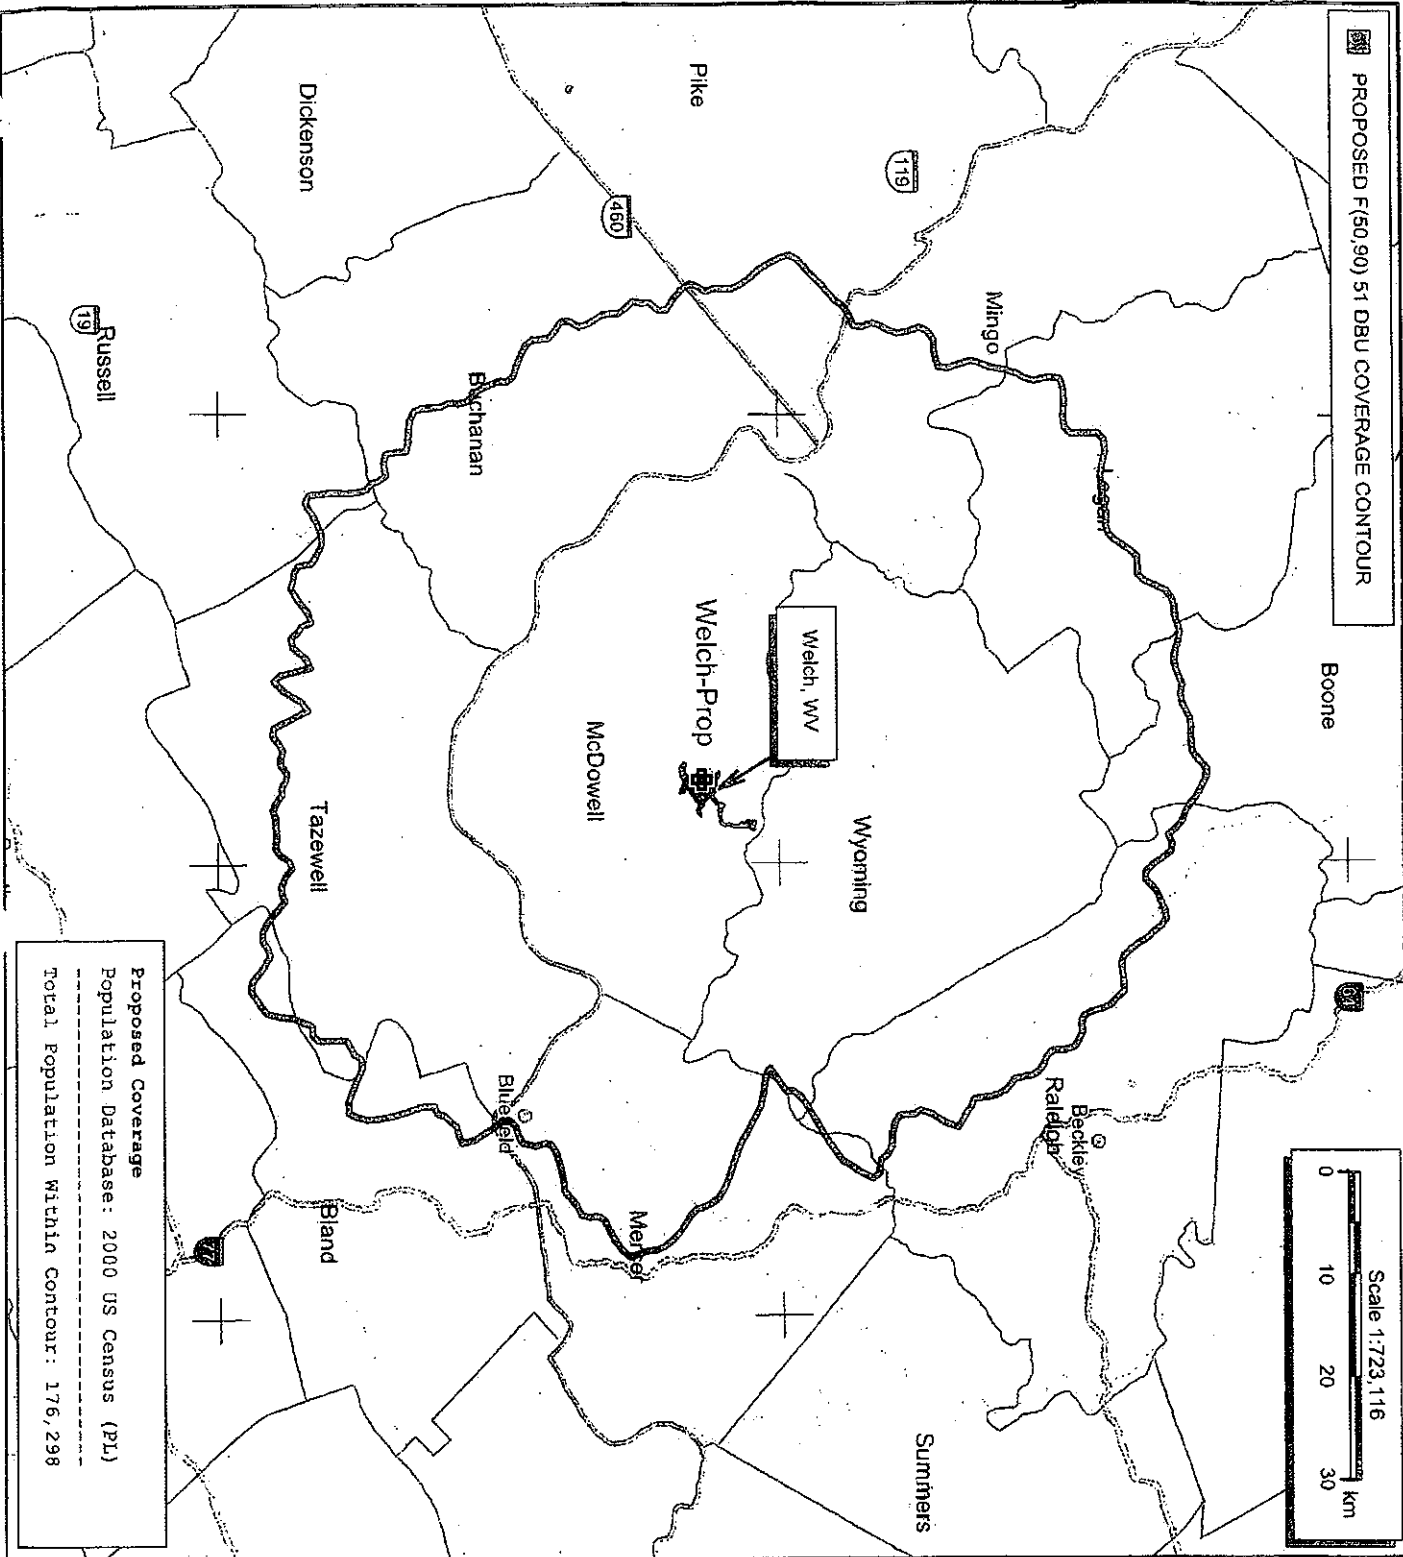 PROPOSED F(50,90) 51 DBU COVERAGE CONTOUR
Boone
Scale 1:723,116
0 10 20 30 km
64
Logan
Beckley
Raleigh
Mingo
Summers
119
Wyoming
Welch, WV
Pike
Welch-Prop
460
McDowell
Mercer
Buchanan
Bluefield
Dickenson
Tazewell
Bland
77
Russell
19
Proposed Coverage
Population Database: 2000 US Census (PL)
--------------------------------
Total Population Within Contour: 176,298